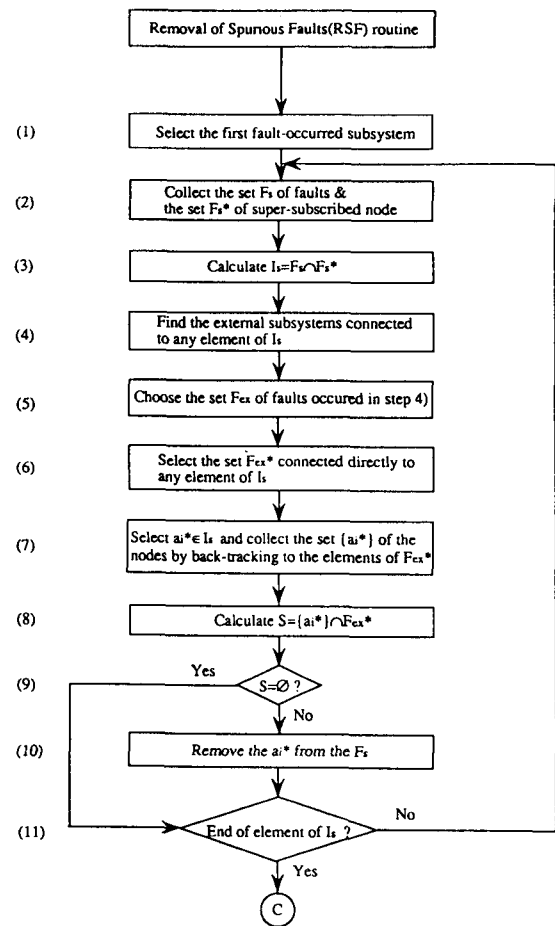 Removal of Spurious Faults(RSF) routine
(1)
Select the first fault-occurred subsystem
(2)
Collect the set Fs of faults &
the set Fs* of super-subscribed node
(3)
Calculate Is=Fs∩Fs*
(4)
Find the external subsystems connected
to any element of Is
(5)
Choose the set Fex of faults occured in step 4)
(6)
Select the set Fex* connected directly to
any element of Is
(7)
Select ai*∈Is and collect the set {ai*} of the
nodes by back-tracking to the elements of Fex*
(8)
Calculate S={ai*}∩Fex*
Yes
(9)
S=∅ ?
No
(10)
Remove the ai* from the Fs
(11)
End of element of Is ?
No
Yes
C